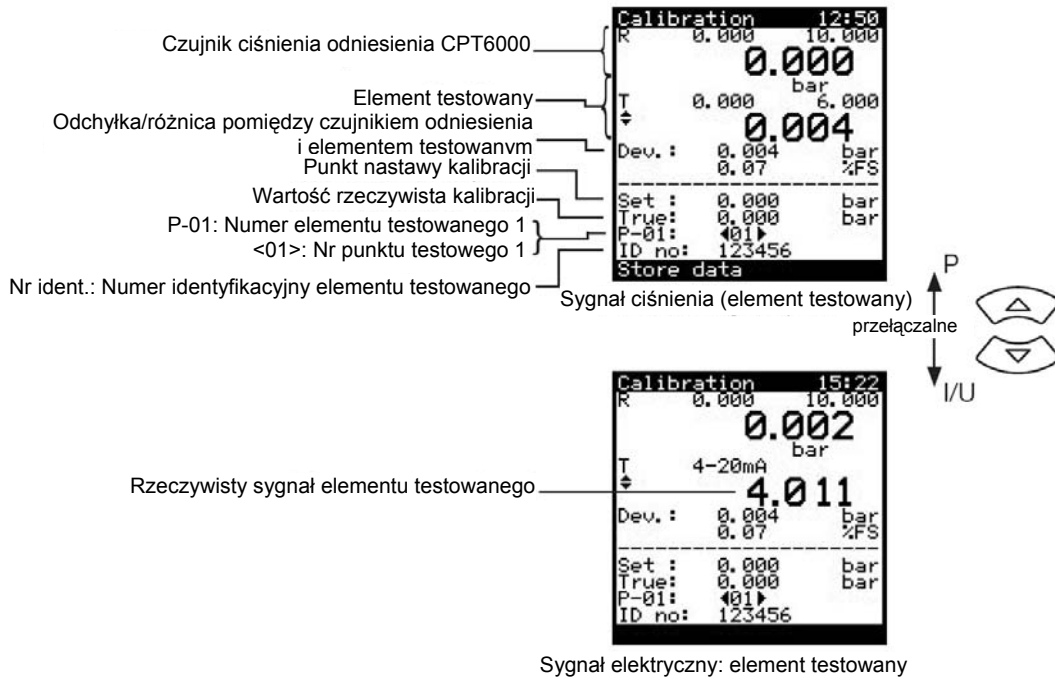 Czujnik ciśnienia odniesienia CPT6000
Element testowany
Odchyłka/różnica pomiędzy czujnikiem odniesienia
i elementem testowanym
Punkt nastawy kalibracji
Wartość rzeczywista kalibracji
P-01: Numer elementu testowanego 1
<01>: Nr punktu testowego 1
Nr ident.: Numer identyfikacyjny elementu testowanego
Calibration 12:50
R 0.000 10.000
0.000
bar
T 0.000 6.000
0.004
Dev.: 0.004 bar
0.07 %FS
Set : 0.000 bar
True: 0.000 bar
P-01: ◀01▶
ID no: 123456
Store data
Sygnał ciśnienia (element testowany)
P
przełączalne
I/U
Calibration 15:22
R 0.000 10.000
0.002
bar
T 4-20mA
4.011
Rzeczywisty sygnał elementu testowanego
Dev.: 0.004 bar
0.07 %FS
Set : 0.000 bar
True: 0.000 bar
P-01: ◀01▶
ID no: 123456
Sygnał elektryczny: element testowany